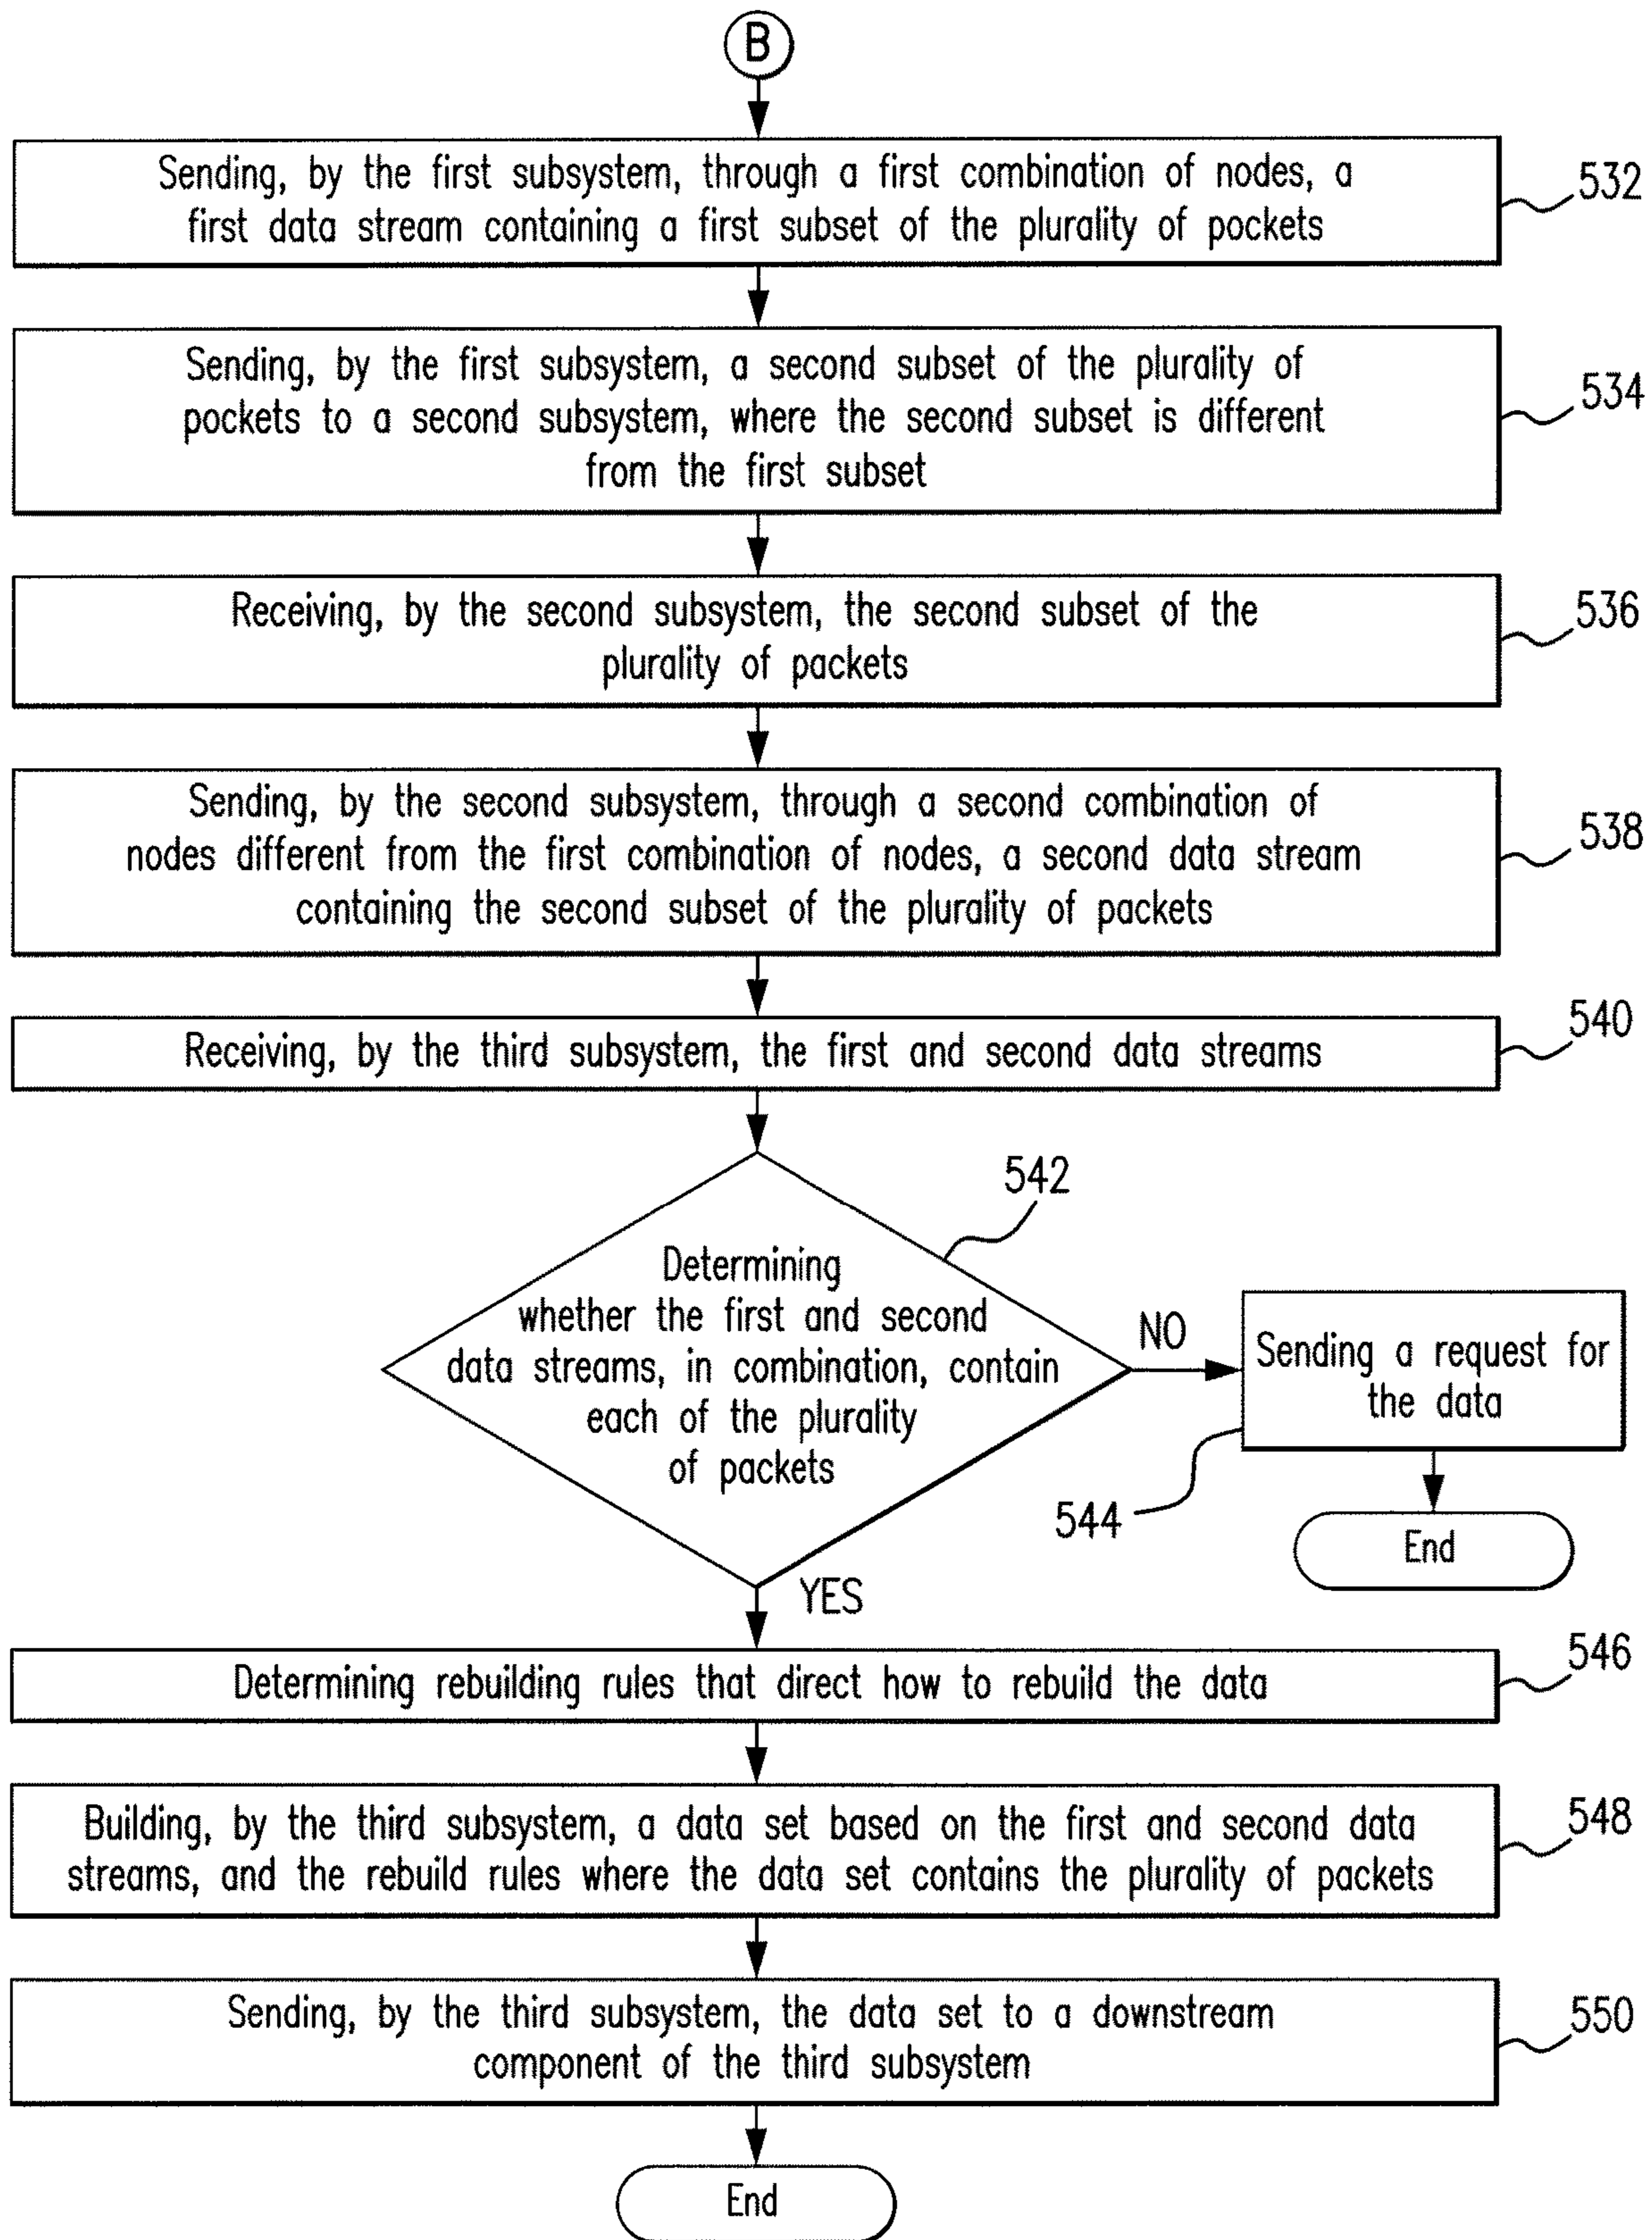 B
Sending, by the first subsystem, through a first combination of nodes, a
first data stream containing a first subset of the plurality of pockets
532
Sending, by the first subsystem, a second subset of the plurality of
pockets to a second subsystem, where the second subset is different
from the first subset
534
Receiving, by the second subsystem, the second subset of the
plurality of packets
536
Sending, by the second subsystem, through a second combination of
nodes different from the first combination of nodes, a second data stream
containing the second subset of the plurality of packets
538
Receiving, by the third subsystem, the first and second data streams
540
542
Determining
whether the first and second
data streams, in combination, contain
each of the plurality
of packets
NO
Sending a request for
the data
544
End
YES
Determining rebuilding rules that direct how to rebuild the data
546
Building, by the third subsystem, a data set based on the first and second data
streams, and the rebuild rules where the data set contains the plurality of packets
548
Sending, by the third subsystem, the data set to a downstream
component of the third subsystem
550
End